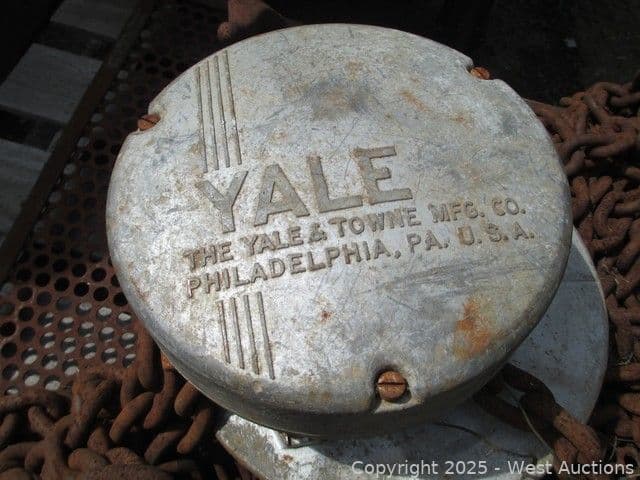 YALE
THE YALE & TOWNE MFG. CO.
PHILADELPHIA, PA. U.S.A.
Copyright 2025 - West Auctions